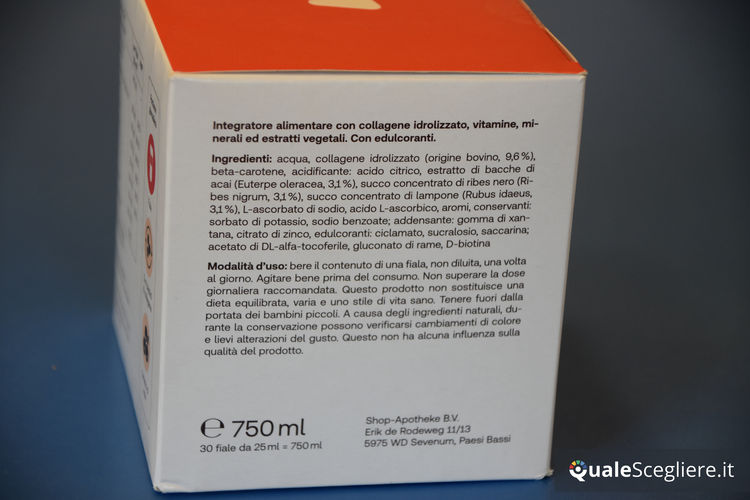 Integratore alimentare con collagene idrolizzato, vitamine, mi-
nerali ed estratti vegetali. Con edulcoranti.
Ingredienti: acqua, collagene idrolizzato (origine bovino, 9,6%),
beta-carotene, acidificante: acido citrico, estratto di bacche di
acai (Euterpe oleracea, 3,1%), succo concentrato di ribes nero (Ri-
bes nigrum, 3,1%), succo concentrato di lampone (Rubus idaeus,
3,1%), L-ascorbato di sodio, acido L-ascorbico, aromi, conservanti:
sorbato di potassio, sodio benzoate; addensante: gomma di xan-
tana, citrato di zinco, edulcoranti: ciclamato, sucralosio, saccarina;
acetato di DL-alfa-tocoferile, gluconato di rame, D-biotina
Modalità d'uso: bere il contenuto di una fiala, non diluita, una volta
al giorno. Agitare bene prima del consumo. Non superare la dose
giornaliera raccomandata. Questo prodotto non sostituisce una
dieta equilibrata, varia e uno stile di vita sano. Tenere fuori dalla
portata dei bambini piccoli. A causa degli ingredienti naturali, du-
rante la conservazione possono verificarsi cambiamenti di colore
e lievi alterazioni del gusto. Questo non ha alcuna influenza sulla
qualità del prodotto.
℮ 750 ml
30 fiale da 25 ml = 750 ml
Shop-Apotheke B.V.
Erik de Rodeweg 11/13
5975 WD Sevenum, Paesi Bassi
QualeScegliere.it